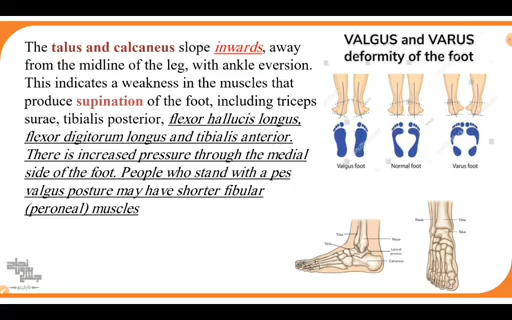 The talus and calcaneus slope inwards, away
from the midline of the leg, with ankle eversion.
This indicates a weakness in the muscles that
produce supination of the foot, including triceps
surae, tibialis posterior, flexor hallucis longus,
flexor digitorum longus and tibialis anterior.
There is increased pressure through the medial
side of the foot. People who stand with a pes
valgus posture may have shorter fibular
(peroneal) muscles
VALGUS and VARUS
deformity of the foot
Valgus foot
Normal foot
Varus foot
Calcaneus